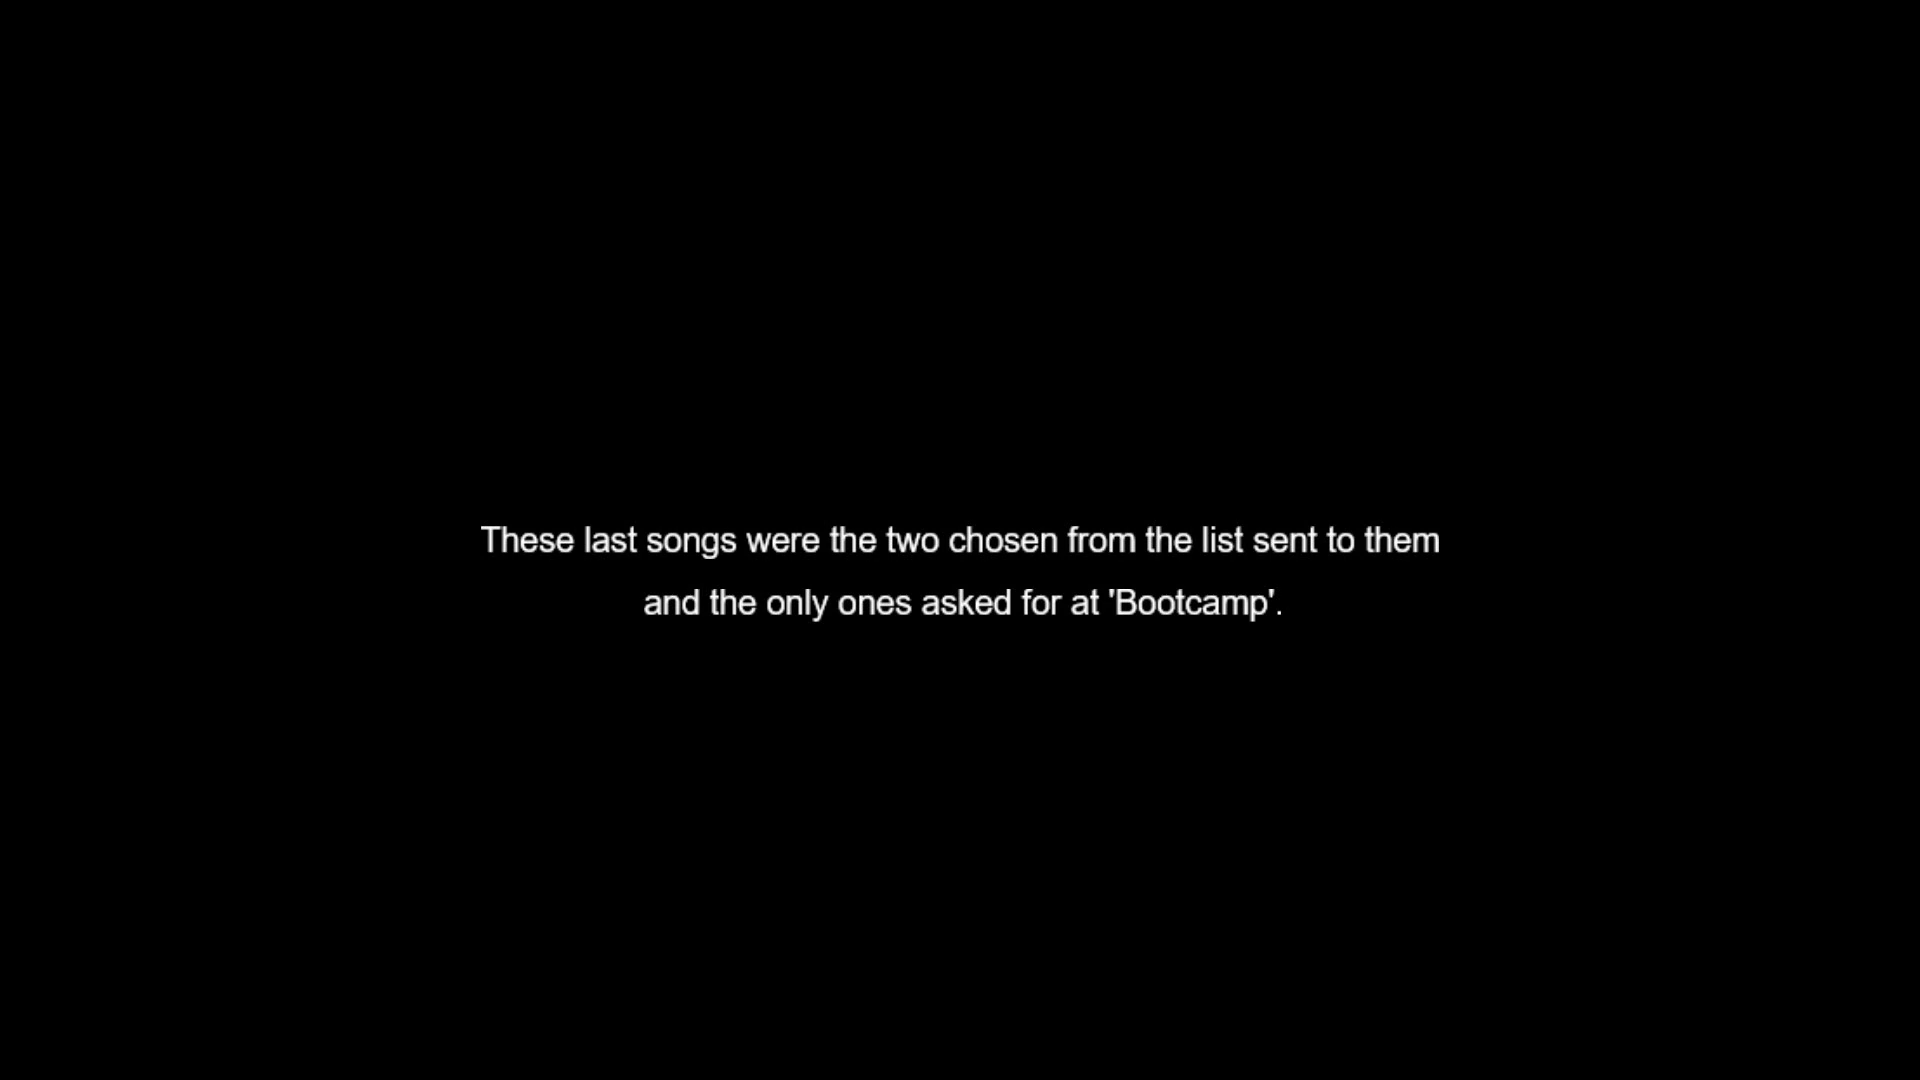 These last songs were the two chosen from the list sent to them
and the only ones asked for at 'Bootcamp'.